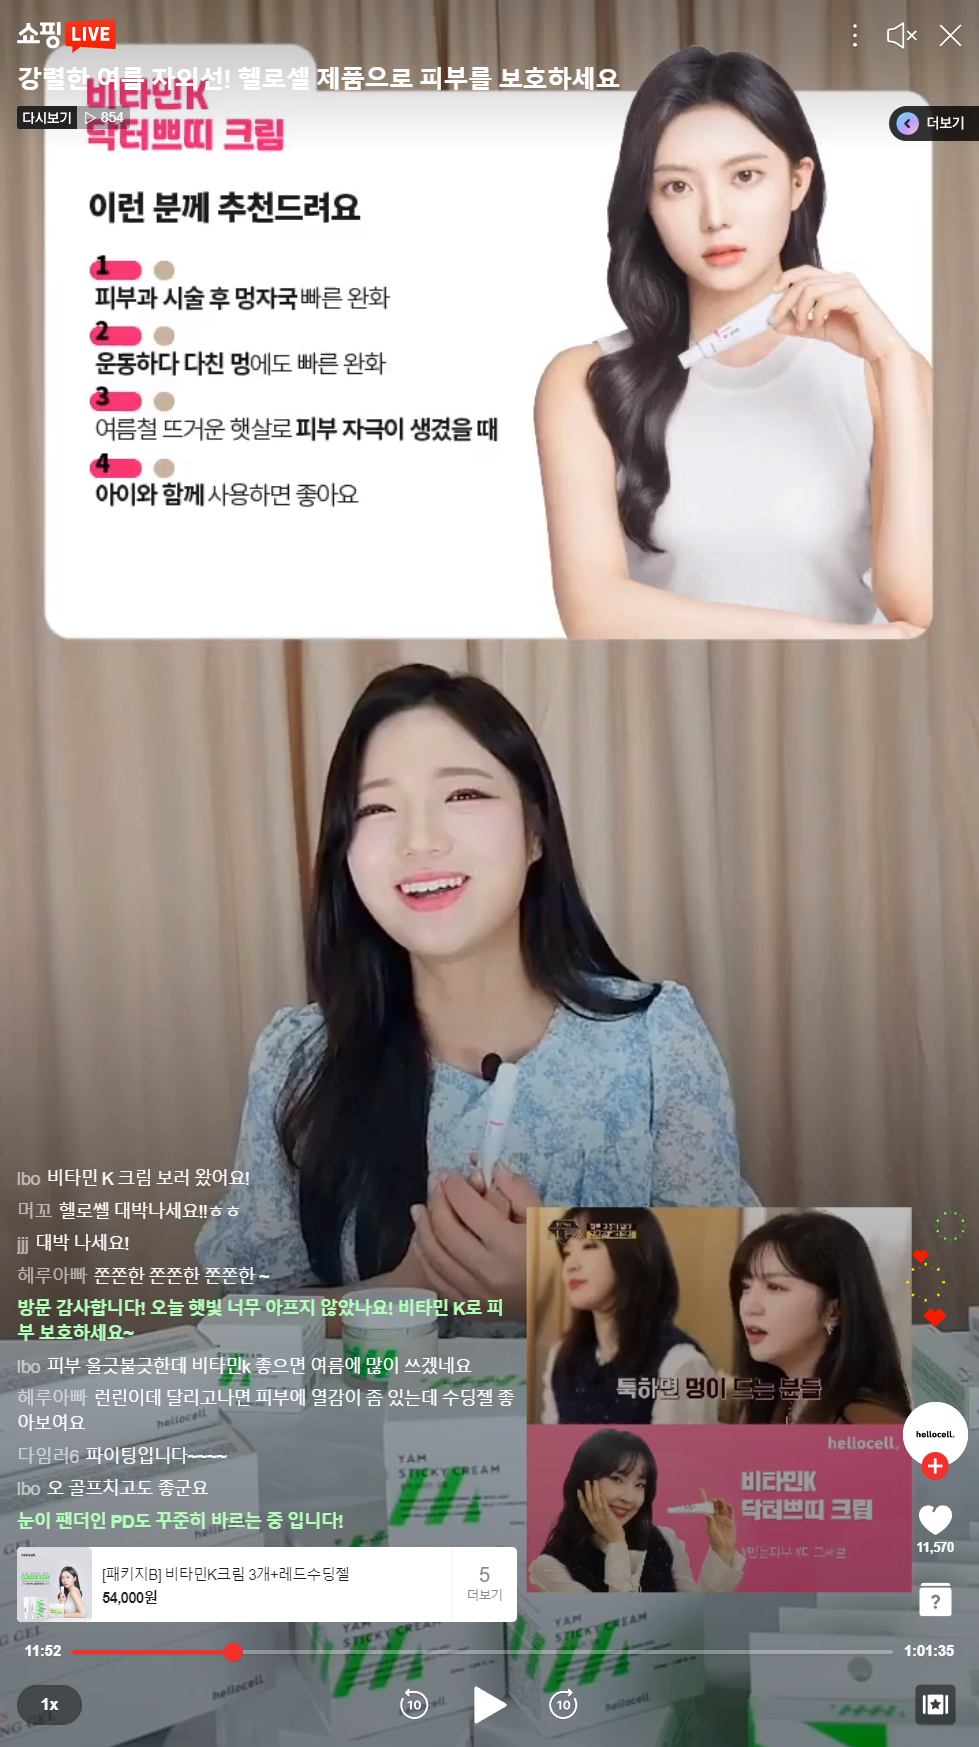 쇼핑 LIVE
강렬한 여름 자외선! 헬로셀 제품으로 피부를 보호하세요
비타민K
다시보기 ▷ 854
닥터쁘띠 크림
더보기
이런 분께 추천드려요
1
피부과 시술 후 멍자국 빠른 완화
2
운동하다 다친 멍에도 빠른 완화
3
여름철 뜨거운 햇살로 피부 자극이 생겼을 때
4
아이와 함께 사용하면 좋아요
lbo 비타민 K 크림 보러 왔어요!
머꼬 헬로쎌 대박나세요!!ㅎㅎ
jjj 대박 나세요!
헤루아빠 쫀쫀한 쫀쫀한 쫀쫀한 ~
방문 감사합니다! 오늘 햇빛 너무 아프지 않았나요! 비타민 K로 피
부 보호하세요~
lbo 피부 울긋불긋한데 비타민k 좋으면 여름에 많이 쓰겠네요
헤루아빠 런린이데 달리고나면 피부에 열감이 좀 있는데 수딩젤 좋
아보여요
다임러6 파이팅입니다~~~~
lbo 오 골프치고도 좋군요
눈이 팬더인 PD도 꾸준히 바르는 중 입니다!
툭하면 멍이 드는 분들
hellocell.
비타민K
닥터쁘띠 크림
hellocell.
11,570
hellocell
YAM
STICKY CREAM
[패키지B] 비타민K크림 3개+레드수딩젤
54,000원
5
더보기
YAM
STICKY CREAM
YAM
STICKY CREAM
11:52
1:01:35
1x
10
10
hellocell
hellocell